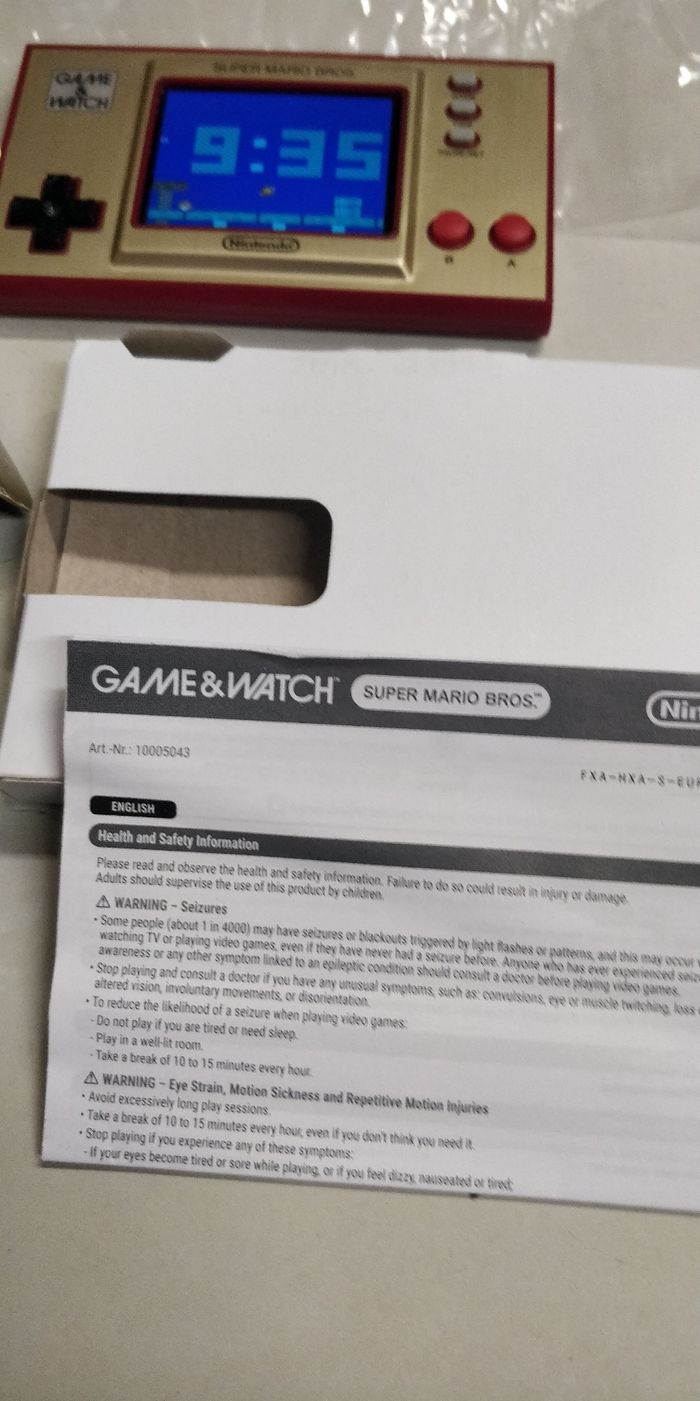 SUPER MARIO BROS.
GAME
&
WATCH
9:35
Nintendo
B
A
GAME&WATCH™ SUPER MARIO BROS.™
Art.-Nr.: 10005043
FXA-HXA-S-EU
ENGLISH
Health and Safety Information
Please read and observe the health and safety information. Failure to do so could result in injury or damage.
Adults should supervise the use of this product by children.
⚠ WARNING – Seizures
• Some people (about 1 in 4000) may have seizures or blackouts triggered by light flashes or patterns, and this may occur
watching TV or playing video games, even if they have never had a seizure before. Anyone who has ever experienced
awareness or any other symptom linked to an epileptic condition should consult a doctor before playing video games.
• Stop playing and consult a doctor if you have any unusual symptoms, such as: convulsions, eye or muscle twitching, loss
altered vision, involuntary movements, or disorientation.
• To reduce the likelihood of a seizure when playing video games:
- Do not play if you are tired or need sleep.
- Play in a well-lit room.
- Take a break of 10 to 15 minutes every hour.
⚠ WARNING – Eye Strain, Motion Sickness and Repetitive Motion Injuries
• Avoid excessively long play sessions.
• Take a break of 10 to 15 minutes every hour, even if you don't think you need it.
• Stop playing if you experience any of these symptoms:
- If your eyes become tired or sore while playing, or if you feel dizzy, nauseated or tired;